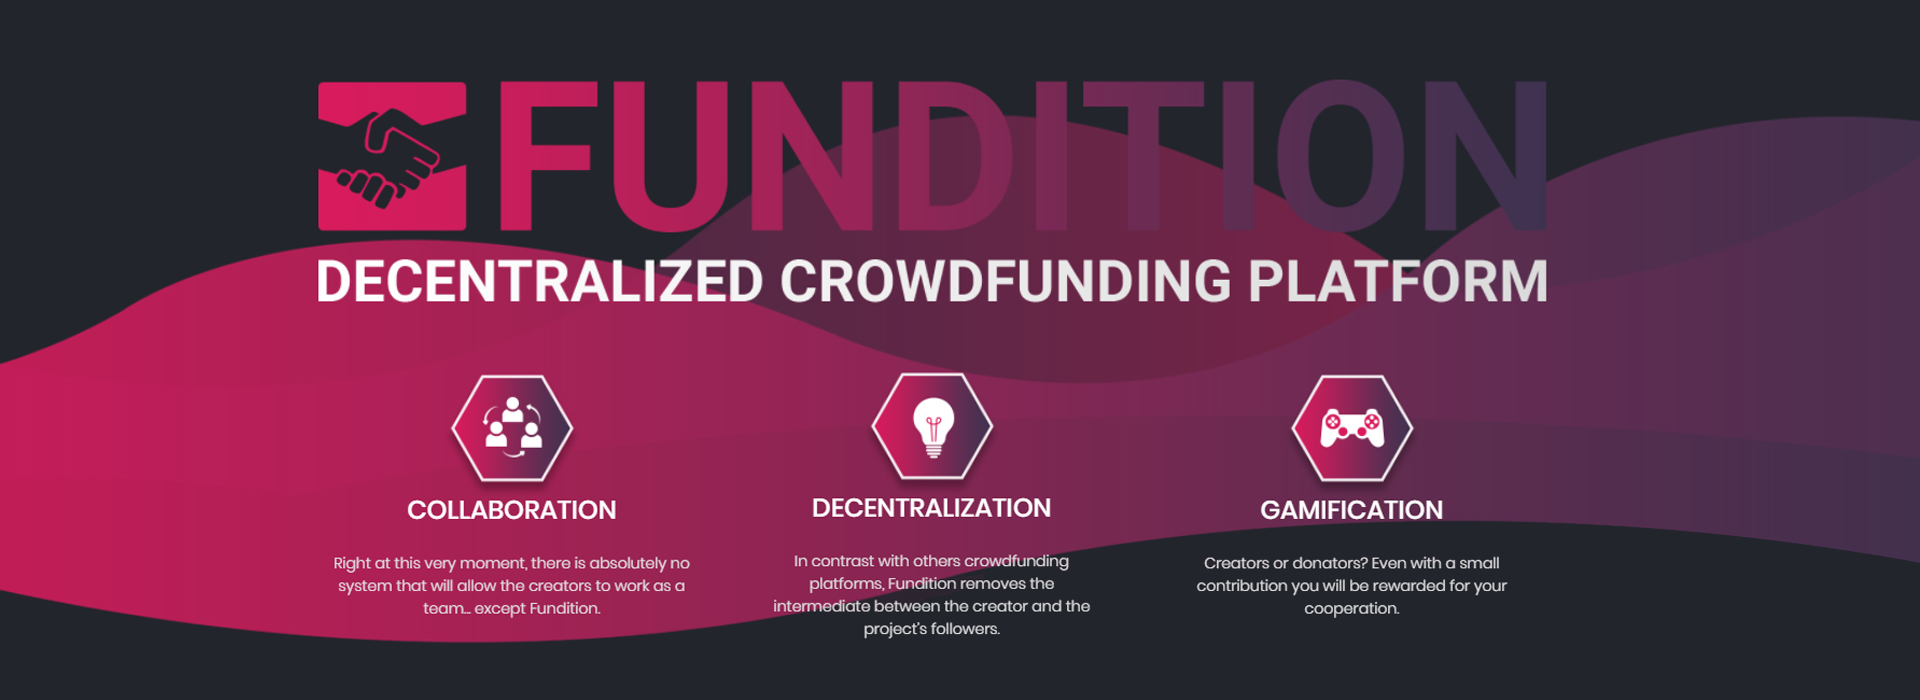 FUNDITION
DECENTRALIZED CROWDFUNDING PLATFORM
COLLABORATION
Right at this very moment, there is absolutely no
system that will allow the creators to work as a
team... except Fundition.
DECENTRALIZATION
In contrast with others crowdfunding
platforms, Fundition removes the
intermediate between the creator and the
project's followers.
GAMIFICATION
Creators or donators? Even with a small
contribution you will be rewarded for your
cooperation.